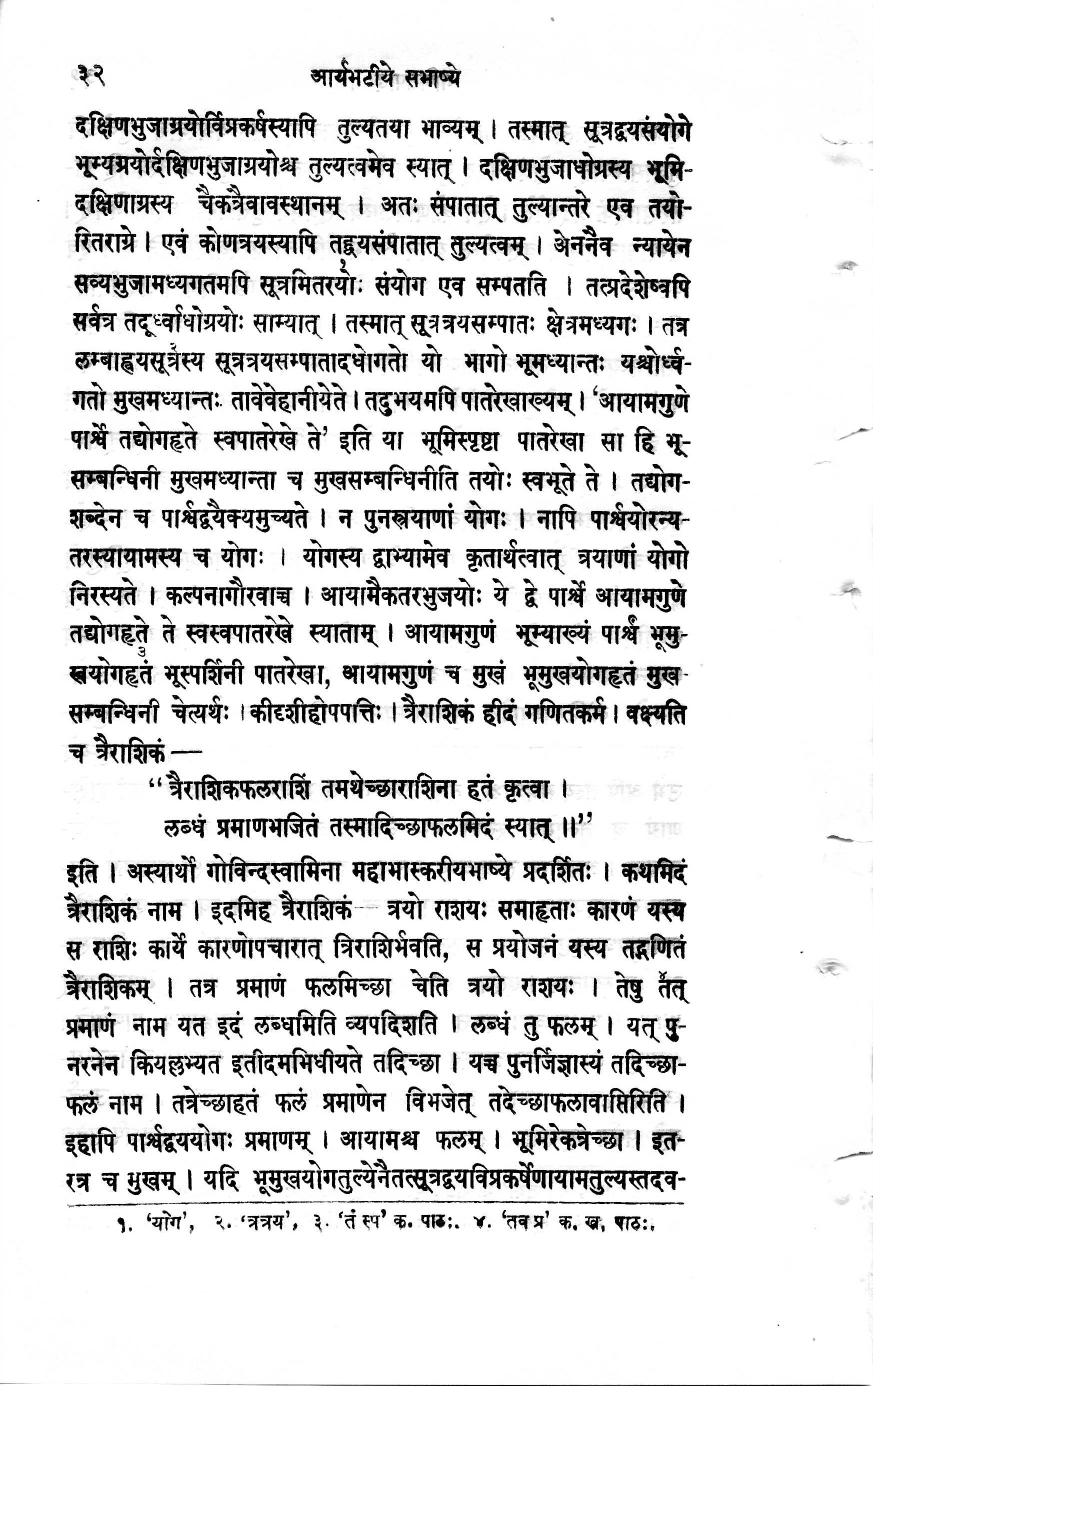 ३२ आर्यभटीये सभाष्ये
दक्षिणभुजाग्रयोर्विप्रकर्षस्यापि तुल्यतया भाव्यम् । तस्मात् सूत्रद्वयसंयोगे
भूम्यग्रयोर्दक्षिणभुजाग्रयोश्च तुल्यत्वमेव स्यात् । दक्षिणभुजाधोग्रस्य भूमि-
दक्षिणाग्रस्य चैकत्रैवावस्थानम् । अतः संपातात् तुल्यान्तरे एव तयो-
रितराग्रे । एवं कोणत्रयस्यापि तद्द्वयसंपातात् तुल्यत्वम् । अेननैव न्यायेन
सव्यभुजामध्यगतमपि सूत्रमितरयोः१ संयोग एव सम्पतति । तत्प्रदेशेष्वपि
सर्वत्र तदूर्ध्वाधोग्रयोः साम्यात् । तस्मात् सूत्रत्रयसम्पातः क्षेत्रमध्यगः । तत्र
लम्बाह्वयसूत्र२स्य सूत्रत्रयसम्पातादधोगतो यो भागो भूमध्यान्तः यश्चोर्ध्व-
गतो मुखमध्यान्तः तावेवेहानीयेते । तदुभयमपि पातरेखाख्यम् । ‘आयामगुणे
पार्श्वे तद्योगहृते स्वपातरेखे ते’ इति या भूमिस्पृष्टा पातरेखा सा हि भू-
सम्बन्धिनी मुखमध्यान्ता च मुखसम्बन्धिनीति तयोः स्वभूते ते । तद्योग-
शब्देन च पार्श्वद्वयैक्यमुच्यते । न पुनस्त्रयाणां योगः । नापि पार्श्वयोरन्य-
तरस्यायामस्य च योगः । योगस्य द्वाभ्यामेव कृतार्थत्वात् त्रयाणां योगो
निरस्यते । कल्पनागौरवाच्च । आयामैकतरभुजयोः ये द्वे पार्श्वे आयामगुणे
तद्योगहृते ते स्वस्वपातरेखे स्याताम् । आयामगुणं भूम्याख्यं पार्श्वं भूमु-
खयोगहृतं३ भूस्पर्शिनी पातरेखा, आयामगुणं च मुखं भूमुखयोगहृतं मुख-
सम्बन्धिनी चेत्यर्थः । कीदृशीहोपपत्तिः । त्रैराशिकं हीदं गणितकर्म । वक्ष्यति
च त्रैराशिकं —
“त्रैराशिकफलराशिं तमथेच्छाराशिना हतं कृत्वा ।
लब्धं प्रमाणभजितं तस्मादिच्छाफलमिदं स्यात् ॥”
इति । अस्यार्थो गोविन्दस्वामिना महाभास्करीयभाष्ये प्रदर्शितः । कथमिदं
त्रैराशिकं नाम । इदमिह त्रैराशिकं — त्रयो राशयः समाहृताः कारणं यस्य
स राशिः कार्ये कारणोपचारात् त्रिराशिर्भवति, स प्रयोजनं यस्य तद्गणितं
त्रैराशिकम् । तत्र प्रमाणं फलमिच्छा चेति त्रयो राशयः । तेषु तत्४
प्रमाणं नाम यत इदं लब्धमिति व्यपदिशति । लब्धं तु फलम् । यत् पु-
नरनेन कियल्लभ्यत इतीदमभिधीयते तदिच्छा । यच्च पुनर्जिज्ञास्यं तदिच्छा-
फलं नाम । तत्रेच्छाहतं फलं प्रमाणेन विभजेत् तदेच्छाफलावाप्तिरिति ।
इहापि पार्श्वद्वययोगः प्रमाणम् । आयामश्च फलम् । भूमिरेकत्रेच्छा । इत-
रत्र च मुखम् । यदि भूमुखयोगतुल्येनैतत्सूत्रद्वयविप्रकर्षेणायामतुल्यस्तदव-
१. ‘योग’, २. ‘त्रत्रय’, ३. ‘तं स्प’ क. पाठः. ४. ‘तव प्र’ क. ख. पाठः.